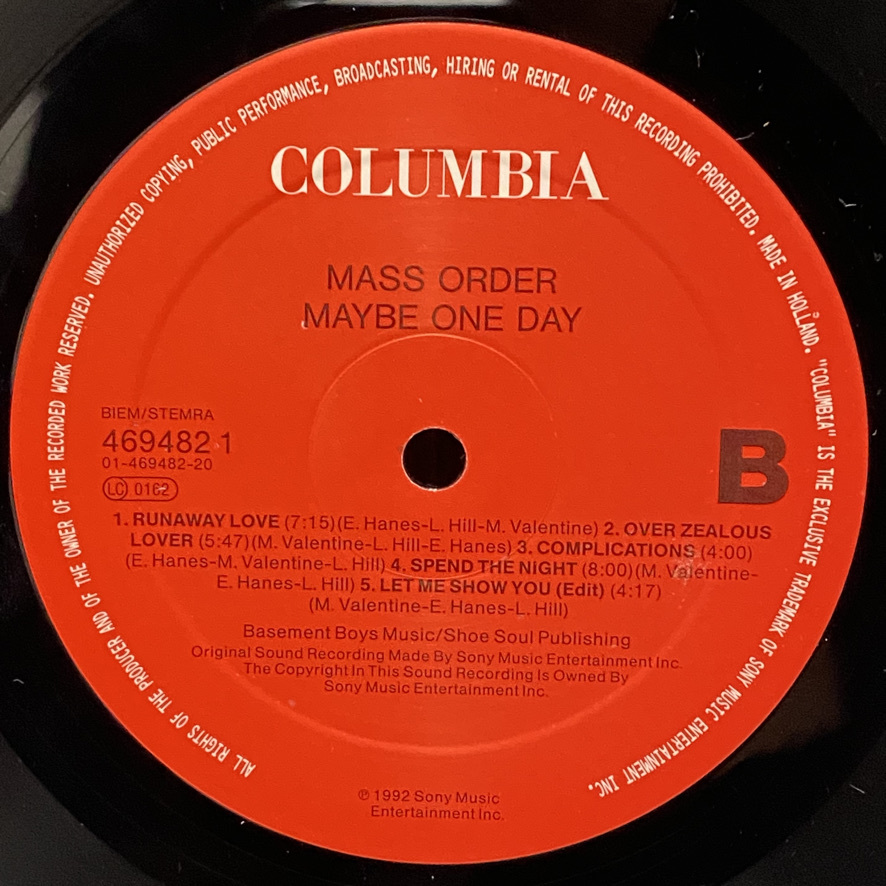 ALL RIGHTS OF THE PRODUCER AND OF THE OWNER OF THE RECORDED WORK RESERVED. UNAUTHORIZED COPYING, PUBLIC PERFORMANCE, BROADCASTING, HIRING OR RENTAL OF THIS RECORDING PROHIBITED. MADE IN HOLLAND. "COLUMBIA" IS THE EXCLUSIVE TRADEMARK OF SONY MUSIC ENTERTAINMENT INC.
COLUMBIA
MASS ORDER
MAYBE ONE DAY
BIEM/STEMRA
469482 1
01-469482-20
LC 0162
B
1. RUNAWAY LOVE (7:15)(E. Hanes-L. Hill-M. Valentine) 2. OVER ZEALOUS
LOVER (5:47)(M. Valentine-L. Hill-E. Hanes) 3. COMPLICATIONS (4:00)
(E. Hanes-M. Valentine-L. Hill) 4. SPEND THE NIGHT (8:00)(M. Valentine-
E. Hanes-L. Hill) 5. LET ME SHOW YOU (Edit) (4:17)
(M. Valentine-E. Hanes-L. Hill)
Basement Boys Music/Shoe Soul Publishing
Original Sound Recording Made By Sony Music Entertainment Inc.
The Copyright In This Sound Recording Is Owned By
Sony Music Entertainment Inc.
℗ 1992 Sony Music
Entertainment Inc.